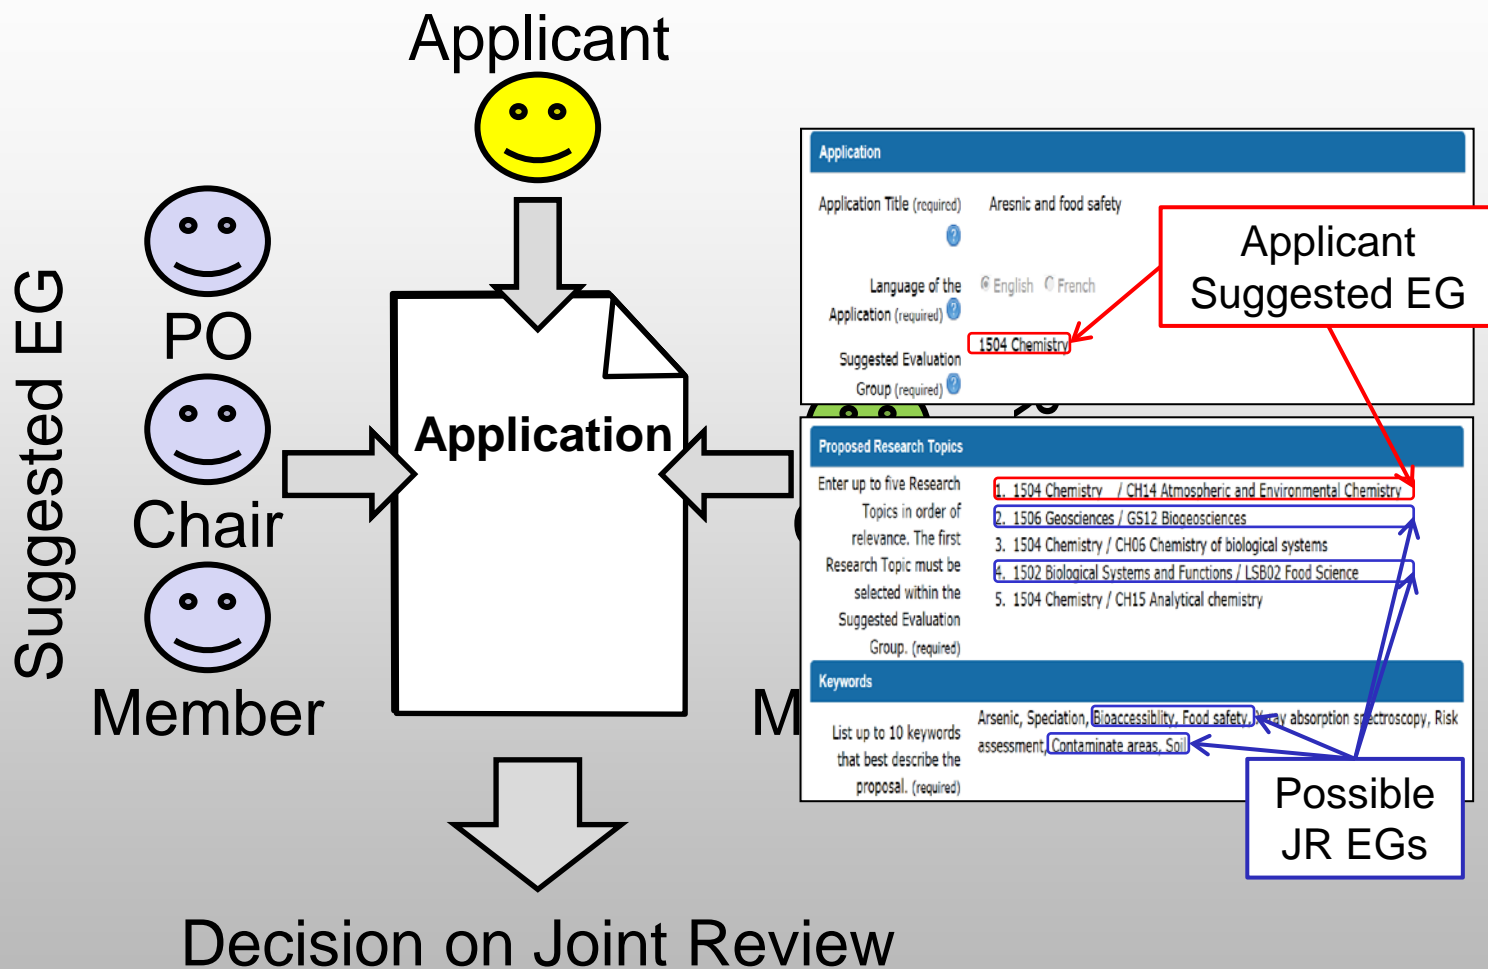 Applicant
Suggested EG
PO
Chair
Member
Application
Application
Application Title (required)
Aresnic and food safety
Language of the
Application (required)
English French
Suggested Evaluation
Group (required)
1504 Chemistry
Applicant
Suggested EG
Proposed Research Topics
Enter up to five Research
Topics in order of
relevance. The first
Research Topic must be
selected within the
Suggested Evaluation
Group. (required)
1. 1504 Chemistry / CH14 Atmospheric and Environmental Chemistry
2. 1506 Geosciences / GS12 Biogeosciences
3. 1504 Chemistry / CH06 Chemistry of biological systems
4. 1502 Biological Systems and Functions / LSB02 Food Science
5. 1504 Chemistry / CH15 Analytical chemistry
Keywords
List up to 10 keywords
that best describe the
proposal. (required)
Arsenic, Speciation, Bioaccessiblity, Food safety, X-ray absorption spectroscopy, Risk
assessment, Contaminate areas, Soil
Possible
JR EGs
Decision on Joint Review